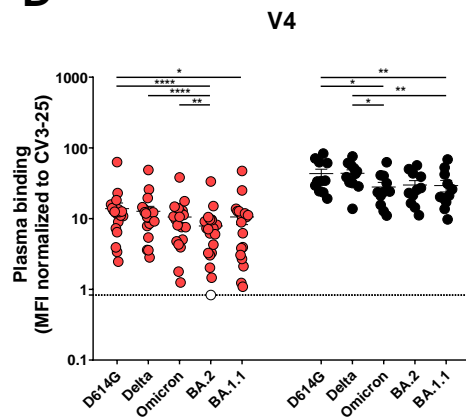 V4
* **
**** *
**** **
** *
Plasma binding
(MFI normalized to CV3-25)
1000
100
10
1
0.1
D614G
Delta
Omicron
BA.2
BA.1.1
D614G
Delta
Omicron
BA.2
BA.1.1